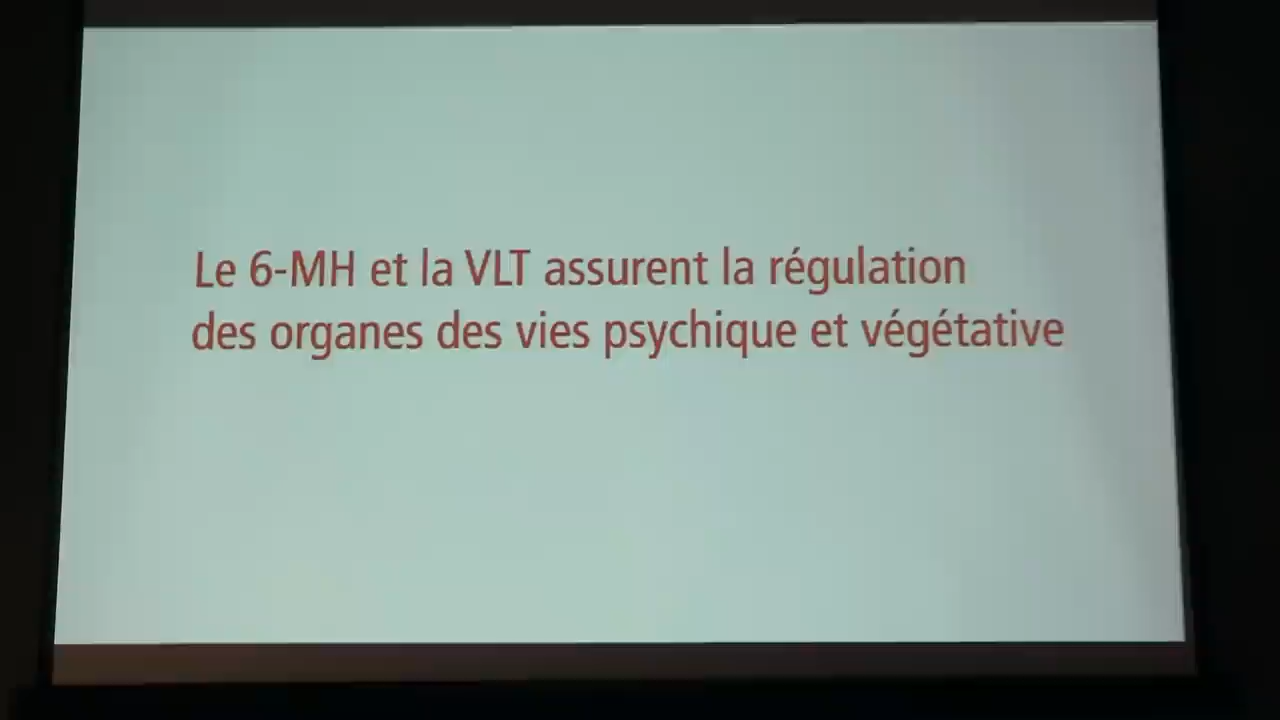 Le 6-MH et la VLT assurent la régulation
des organes des vies psychique et végétative